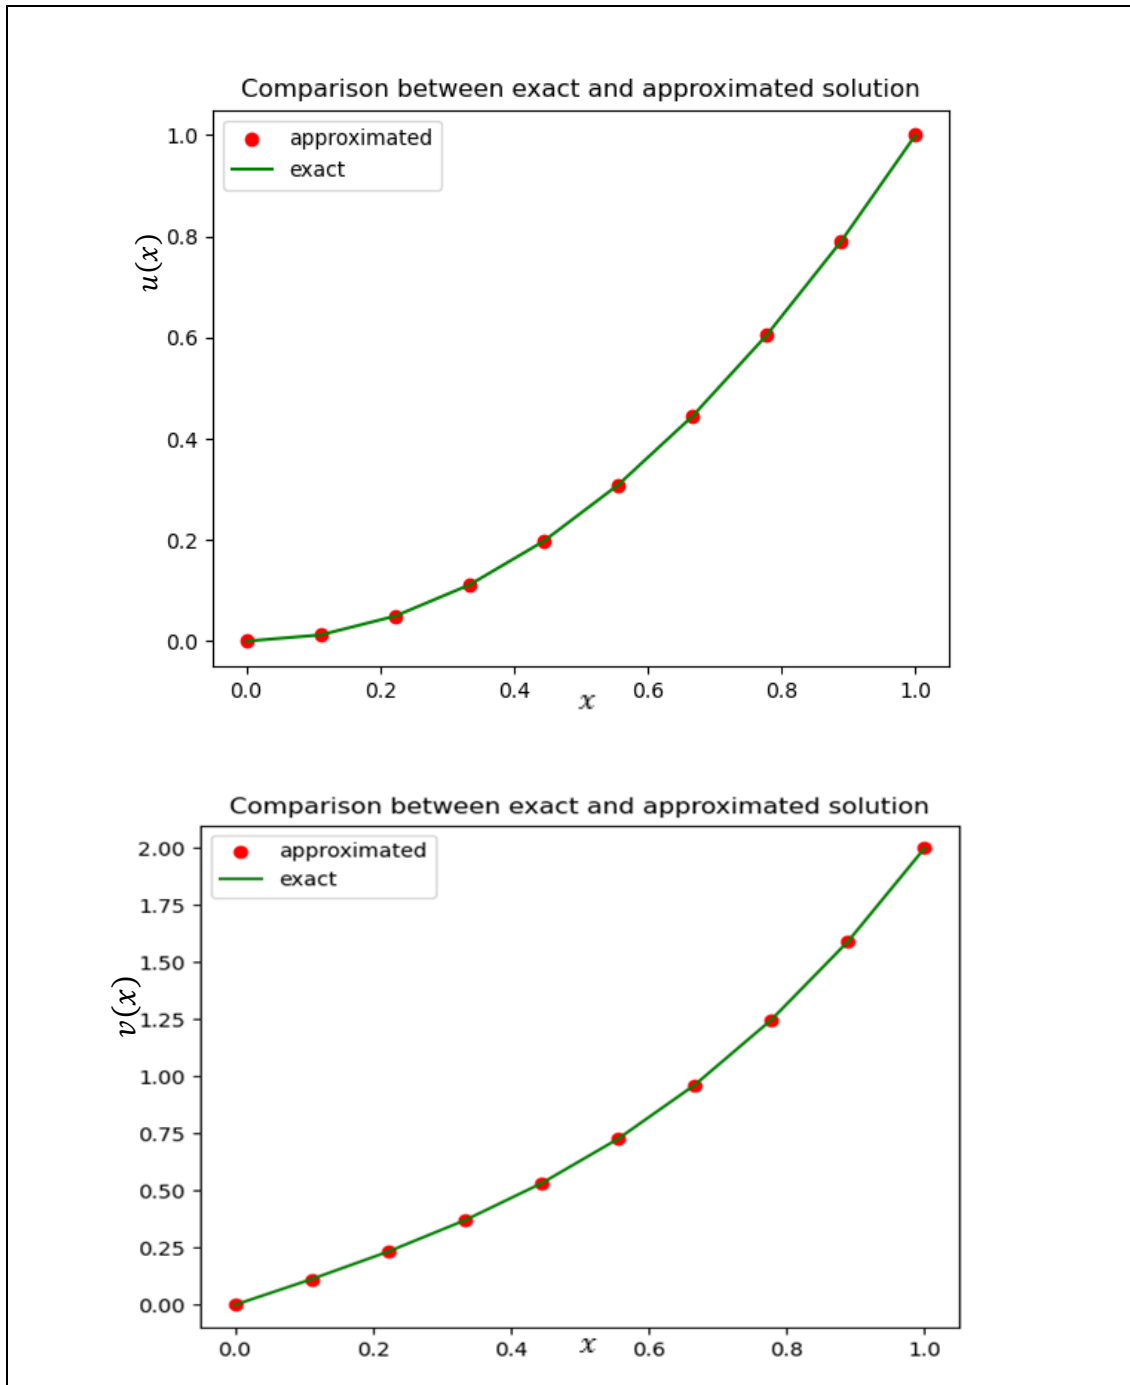 Comparison between exact and approximated solution
approximated
exact
u(x)
1.0
0.8
0.6
0.4
0.2
0.0
0.0 0.2 0.4 0.6 0.8 1.0
x
Comparison between exact and approximated solution
approximated
exact
v(x)
2.00
1.75
1.50
1.25
1.00
0.75
0.50
0.25
0.00
0.0 0.2 0.4 0.6 0.8 1.0
x